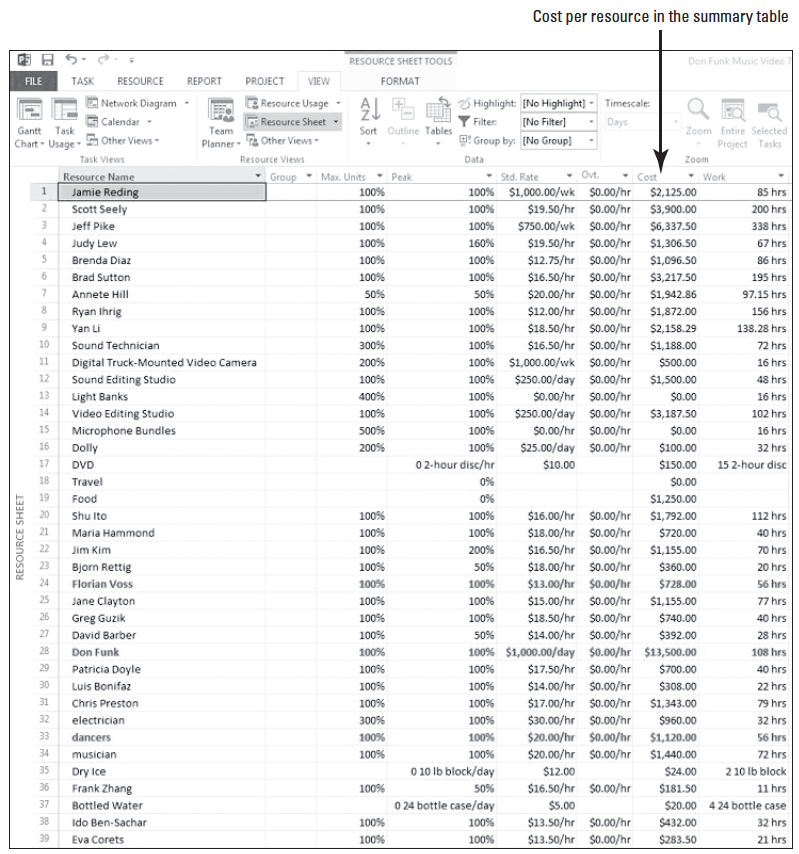 Cost per resource in the summary table
RESOURCE SHEET TOOLS Don Funk Music Video 7
FILE TASK RESOURCE REPORT PROJECT VIEW FORMAT
Gantt Chart
Task Usage
Network Diagram
Calendar
Other Views
Task Views
Team Planner
Resource Usage
Resource Sheet
Other Views
Resource Views
Sort
Outline
Tables
Highlight: [No Highlight]
Filter: [No Filter]
Group by: [No Group]
Data
Timescale:
Days
Zoom
Entire Project
Selected Tasks
Zoom
Resource Name Group Max. Units Peak Std. Rate Ovt. Cost Work
1 Jamie Reding 100% 100% $1,000.00/wk $0.00/hr $2,125.00 85 hrs
2 Scott Seely 100% 100% $19.50/hr $0.00/hr $3,900.00 200 hrs
3 Jeff Pike 100% 100% $750.00/wk $0.00/hr $6,337.50 338 hrs
4 Judy Lew 100% 160% $19.50/hr $0.00/hr $1,306.50 67 hrs
5 Brenda Diaz 100% 100% $12.75/hr $0.00/hr $1,096.50 86 hrs
6 Brad Sutton 100% 100% $16.50/hr $0.00/hr $3,217.50 195 hrs
7 Annete Hill 50% 50% $20.00/hr $0.00/hr $1,942.86 97.15 hrs
8 Ryan Ihrig 100% 100% $12.00/hr $0.00/hr $1,872.00 156 hrs
9 Yan Li 100% 100% $18.50/hr $0.00/hr $2,158.29 138.28 hrs
10 Sound Technician 300% 100% $16.50/hr $0.00/hr $1,188.00 72 hrs
11 Digital Truck-Mounted Video Camera 200% 100% $1,000.00/wk $0.00/hr $500.00 16 hrs
12 Sound Editing Studio 100% 100% $250.00/day $0.00/hr $1,500.00 48 hrs
13 Light Banks 400% 100% $0.00/hr $0.00/hr $0.00 16 hrs
14 Video Editing Studio 100% 100% $250.00/day $0.00/hr $3,187.50 102 hrs
15 Microphone Bundles 500% 100% $0.00/hr $0.00/hr $0.00 16 hrs
16 Dolly 200% 100% $25.00/day $0.00/hr $100.00 32 hrs
17 DVD 0 2-hour disc/hr $10.00 $150.00 15 2-hour disc
18 Travel 0% $0.00
19 Food 0% $1,250.00
20 Shu Ito 100% 100% $16.00/hr $0.00/hr $1,792.00 112 hrs
21 Maria Hammond 100% 100% $18.00/hr $0.00/hr $720.00 40 hrs
22 Jim Kim 100% 200% $16.50/hr $0.00/hr $1,155.00 70 hrs
23 Bjorn Rettig 100% 50% $18.00/hr $0.00/hr $360.00 20 hrs
24 Florian Voss 100% 100% $13.00/hr $0.00/hr $728.00 56 hrs
25 Jane Clayton 100% 100% $15.00/hr $0.00/hr $1,155.00 77 hrs
26 Greg Guzik 100% 100% $18.50/hr $0.00/hr $740.00 40 hrs
27 David Barber 100% 50% $14.00/hr $0.00/hr $392.00 28 hrs
28 Don Funk 100% 100% $1,000.00/day $0.00/hr $13,500.00 108 hrs
29 Patricia Doyle 100% 100% $17.50/hr $0.00/hr $700.00 40 hrs
30 Luis Bonifaz 100% 100% $14.00/hr $0.00/hr $308.00 22 hrs
31 Chris Preston 100% 100% $17.00/hr $0.00/hr $1,343.00 79 hrs
32 electrician 300% 100% $30.00/hr $0.00/hr $960.00 32 hrs
33 dancers 100% 100% $20.00/hr $0.00/hr $1,120.00 56 hrs
34 musician 100% 100% $20.00/hr $0.00/hr $1,440.00 72 hrs
35 Dry Ice 0 10 lb block/day $12.00 $24.00 2 10 lb block
36 Frank Zhang 100% 50% $16.50/hr $0.00/hr $181.50 11 hrs
37 Bottled Water 0 24 bottle case/day $5.00 $20.00 4 24 bottle case
38 Ido Ben-Sachar 100% 100% $13.50/hr $0.00/hr $432.00 32 hrs
39 Eva Corets 100% 100% $13.50/hr $0.00/hr $283.50 21 hrs
RESOURCE SHEET